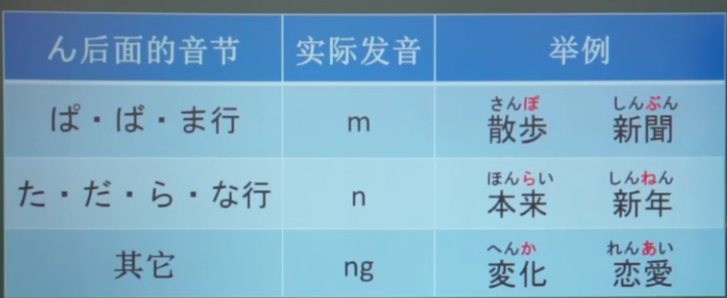 ん后面的音节 实际发音 举例
ぱ・ば・ま行 m さんぽ しんぶん
散歩 新聞
た・だ・ら・な行 n ほんらい しんねん
本来 新年
其它 ng へんか れんあい
変化 恋愛